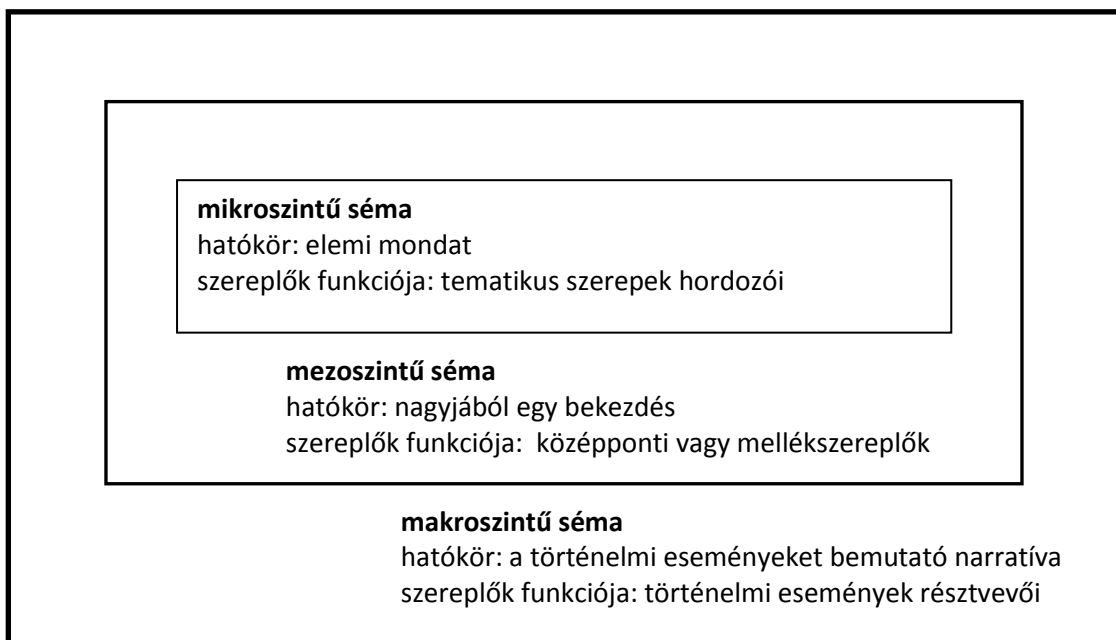 mikroszintű séma
hatókör: elemi mondat
szereplők funkciója: tematikus szerepek hordozói
mezoszintű séma
hatókör: nagyjából egy bekezdés
szereplők funkciója:  középponti vagy mellékszereplők
makroszintű séma
hatókör: a történelmi eseményeket bemutató narratíva
szereplők funkciója: történelmi események résztvevői